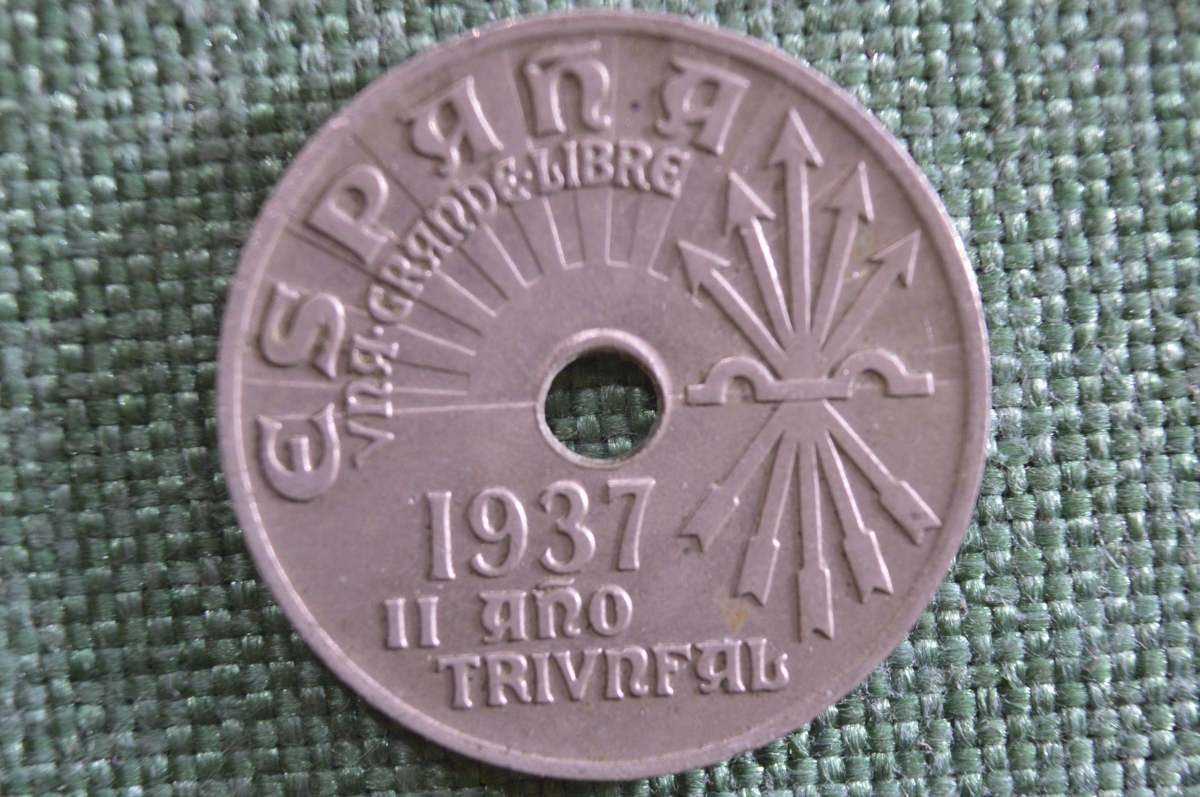 ESPAÑA
VNA·GRANDE·LIBRE
1937
II AÑO
TRIVNFAL